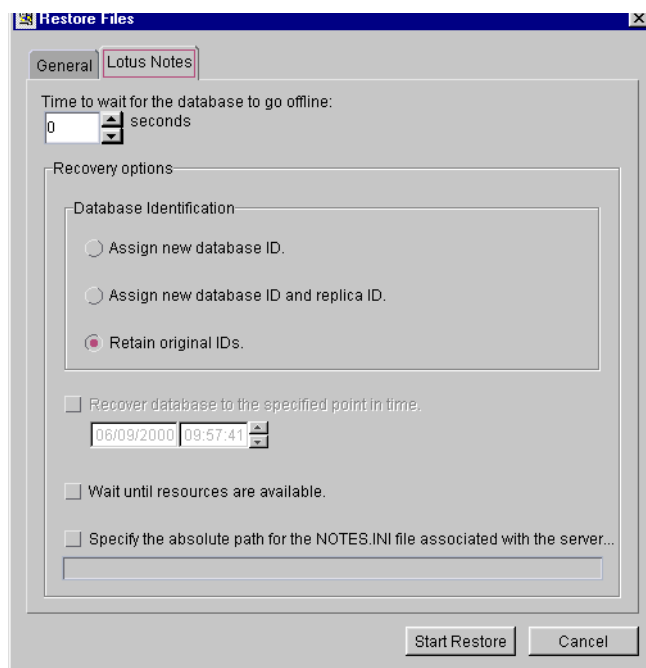 Restore Files
General
Lotus Notes
Time to wait for the database to go offline:
0 seconds
Recovery options
Database Identification
Assign new database ID.
Assign new database ID and replica ID.
Retain original IDs.
Recover database to the specified point in time.
06/09/2000 09:57:41
Wait until resources are available.
Specify the absolute path for the NOTES.INI file associated with the server...
Start Restore
Cancel